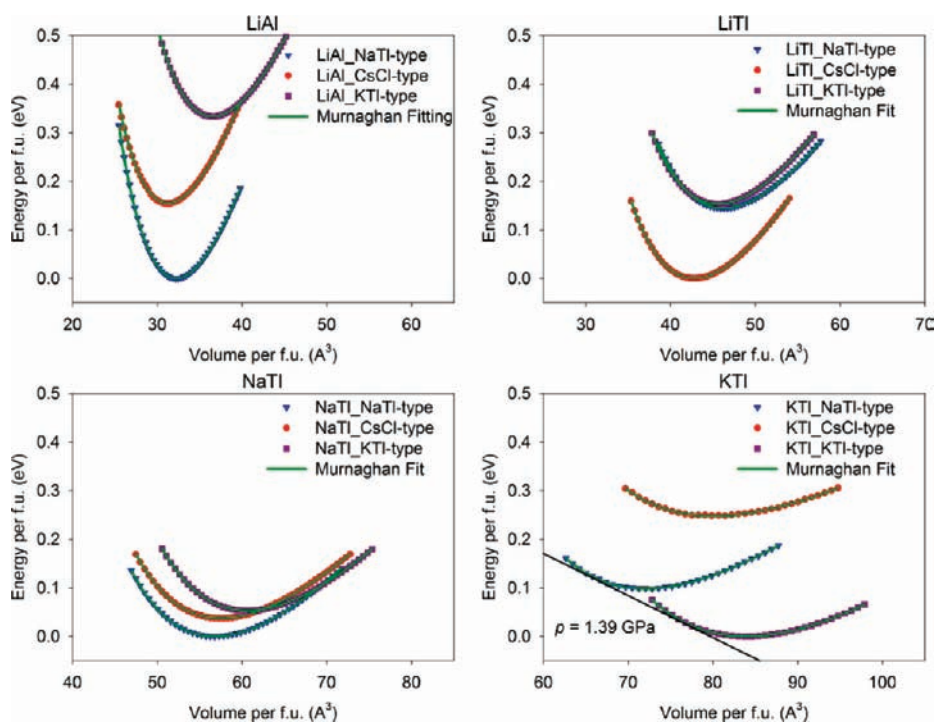 LiAl
LiAl_NaTl-type
LiAl_CsCl-type
LiAl_KTl-type
Murnaghan Fitting
Energy per f.u. (eV)
0.5
0.4
0.3
0.2
0.1
0.0
20 30 40 50 60
Volume per f.u. (A³)
LiTl
LiTl_NaTl-type
LiTl_CsCl-type
LiTl_KTl-type
Murnaghan Fit
Energy per f.u. (eV)
0.5
0.4
0.3
0.2
0.1
0.0
30 40 50 60 70
Volume per f.u. (A³)
NaTl
NaTl_NaTl-type
NaTl_CsCl-type
NaTl_KTl-type
Murnaghan Fit
Energy per f.u. (eV)
0.5
0.4
0.3
0.2
0.1
0.0
40 50 60 70 80
Volume per f.u. (A³)
KTl
KTl_NaTl-type
KTl_CsCl-type
KTl_KTl-type
Murnaghan Fit
p = 1.39 GPa
Energy per f.u. (eV)
0.5
0.4
0.3
0.2
0.1
0.0
60 70 80 90 100
Volume per f.u. (A³)